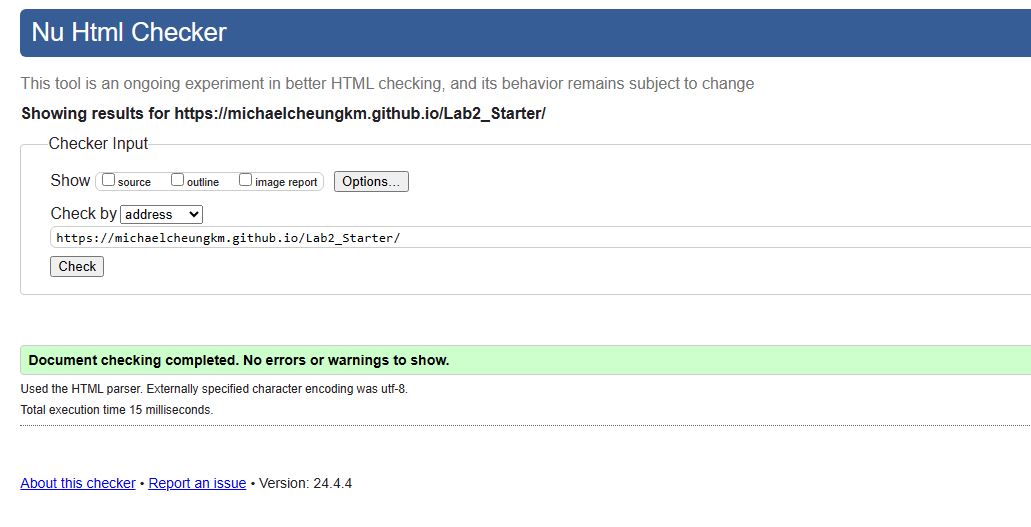 Nu Html Checker
This tool is an ongoing experiment in better HTML checking, and its behavior remains subject to change
Showing results for https://michaelcheungkm.github.io/Lab2_Starter/
Checker Input
Show source outline image report Options...
Check by address
https://michaelcheungkm.github.io/Lab2_Starter/
Check
Document checking completed. No errors or warnings to show.
Used the HTML parser. Externally specified character encoding was utf-8.
Total execution time 15 milliseconds.
About this checker • Report an issue • Version: 24.4.4